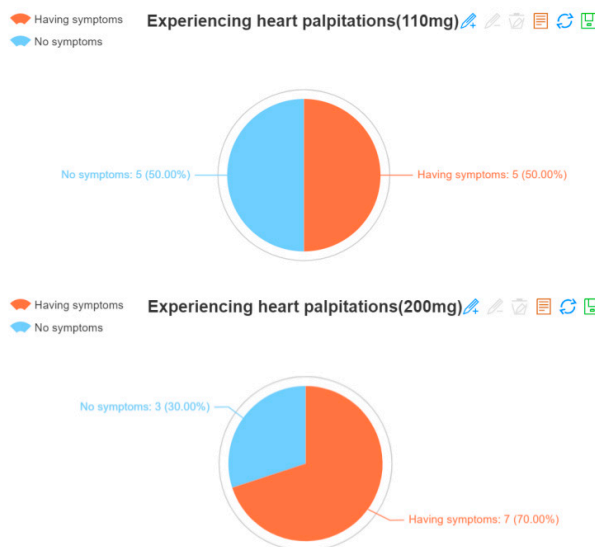 Having symptoms
Experiencing heart palpitations(110mg)
No symptoms
No symptoms: 5 (50.00%)
Having symptoms: 5 (50.00%)
Having symptoms
Experiencing heart palpitations(200mg)
No symptoms
No symptoms: 3 (30.00%)
Having symptoms: 7 (70.00%)